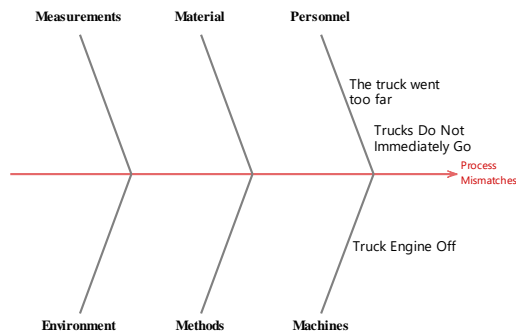 Measurements
Material
Personnel
The truck went
too far
Trucks Do Not
Immediately Go
Process
Mismatches
Truck Engine Off
Environment
Methods
Machines